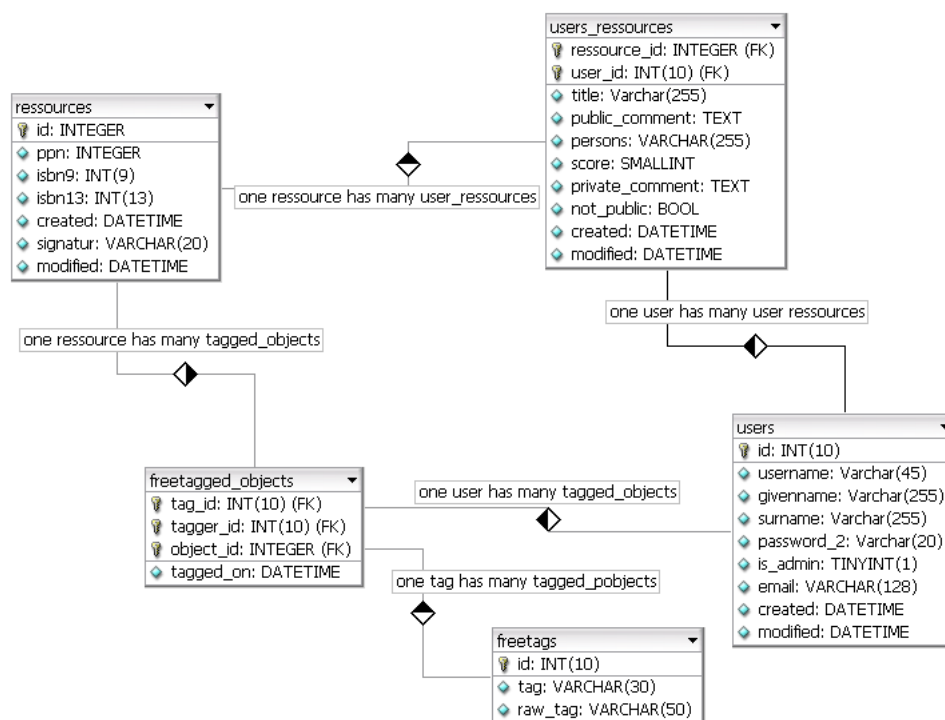 users_ressources
ressource_id: INTEGER (FK)
user_id: INT(10) (FK)
title: Varchar(255)
public_comment: TEXT
persons: VARCHAR(255)
score: SMALLINT
private_comment: TEXT
not_public: BOOL
created: DATETIME
modified: DATETIME
ressources
id: INTEGER
ppn: INTEGER
isbn9: INT(9)
isbn13: INT(13)
created: DATETIME
signatur: VARCHAR(20)
modified: DATETIME
one ressource has many user_ressources
one user has many user ressources
one ressource has many tagged_objects
users
id: INT(10)
username: Varchar(45)
givenname: Varchar(255)
surname: Varchar(255)
password_2: Varchar(20)
is_admin: TINYINT(1)
email: VARCHAR(128)
created: DATETIME
modified: DATETIME
freetagged_objects
tag_id: INT(10) (FK)
tagger_id: INT(10) (FK)
object_id: INTEGER (FK)
tagged_on: DATETIME
one user has many tagged_objects
one tag has many tagged_pobjects
freetags
id: INT(10)
tag: VARCHAR(30)
raw_tag: VARCHAR(50)